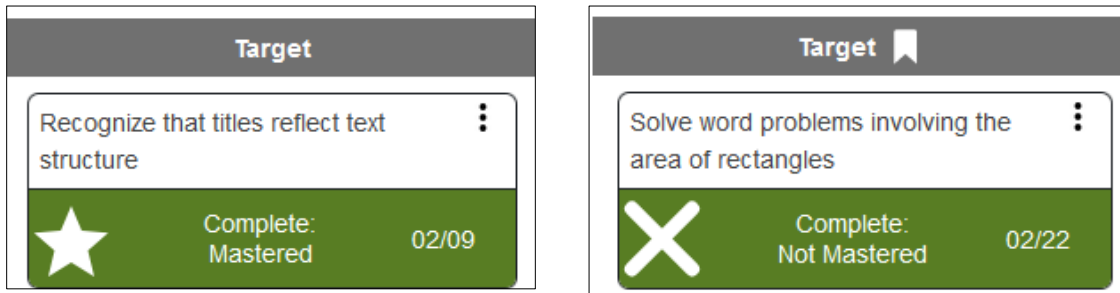 Target
Recognize that titles reflect text
structure
Complete:
Mastered
02/09
Target
Solve word problems involving the
area of rectangles
Complete:
Not Mastered
02/22